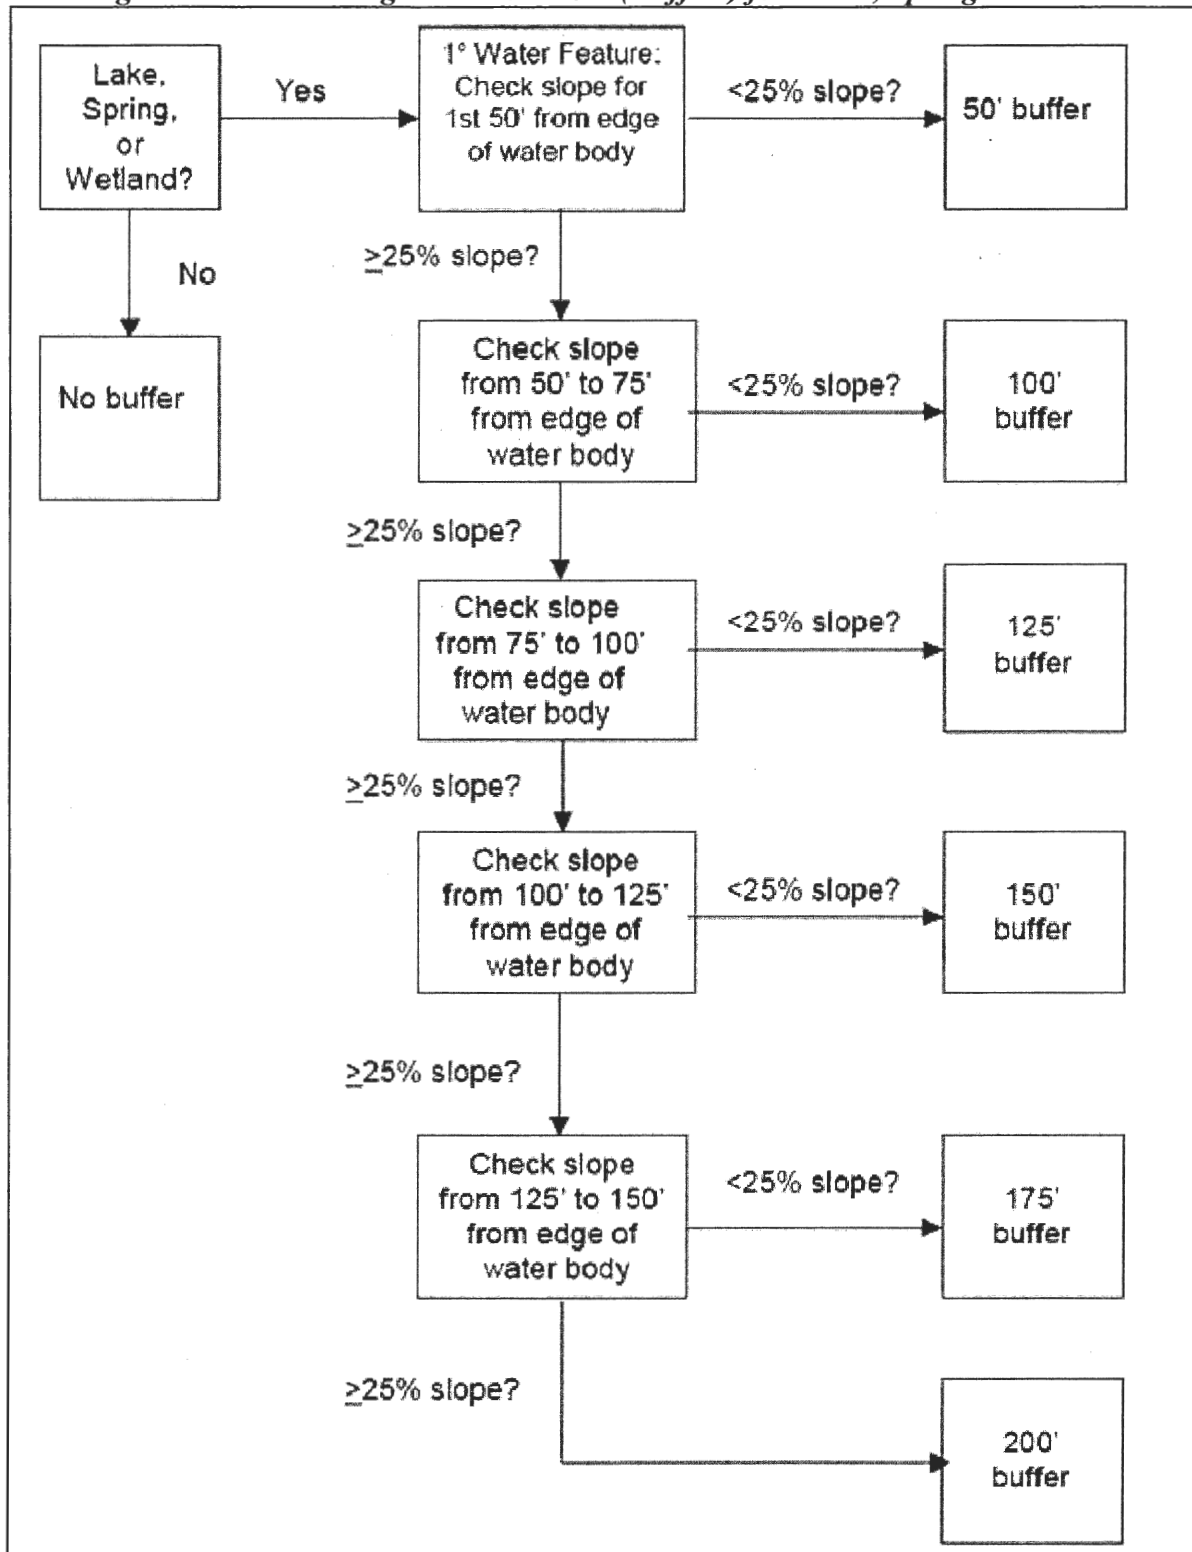 Lake,
Spring,
or
Wetland?
Yes
1° Water Feature:
Check slope for
1st 50' from edge
of water body
<25% slope?
50' buffer
No
≥25% slope?
No buffer
Check slope
from 50' to 75'
from edge of
water body
<25% slope?
100'
buffer
≥25% slope?
Check slope
from 75' to 100'
from edge of
water body
<25% slope?
125'
buffer
≥25% slope?
Check slope
from 100' to 125'
from edge of
water body
<25% slope?
150'
buffer
≥25% slope?
Check slope
from 125' to 150'
from edge of
water body
<25% slope?
175'
buffer
≥25% slope?
200'
buffer